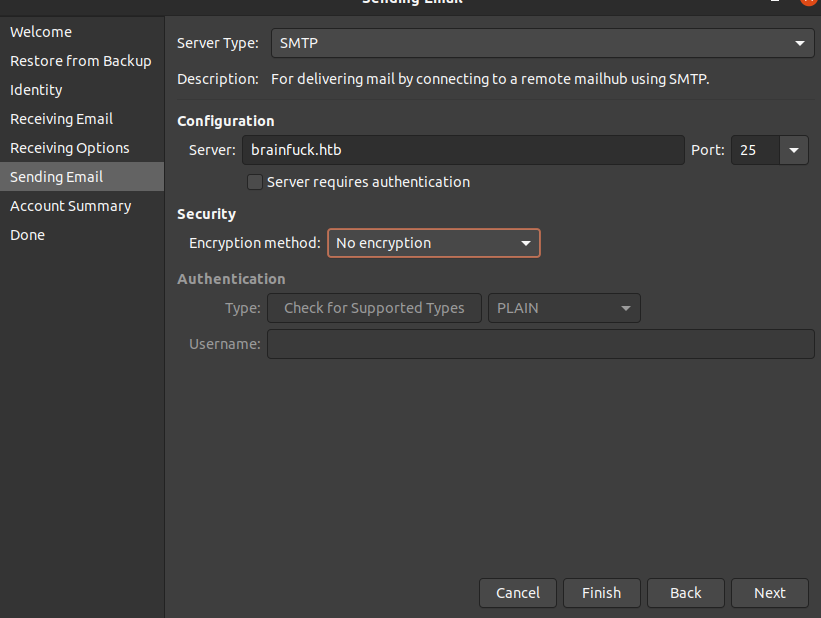 Sending Email
Welcome
Restore from Backup
Identity
Receiving Email
Receiving Options
Sending Email
Account Summary
Done
Server Type: SMTP
Description: For delivering mail by connecting to a remote mailhub using SMTP.
Configuration
Server: brainfuck.htb Port: 25
Server requires authentication
Security
Encryption method: No encryption
Authentication
Type: Check for Supported Types PLAIN
Username:
Cancel Finish Back Next